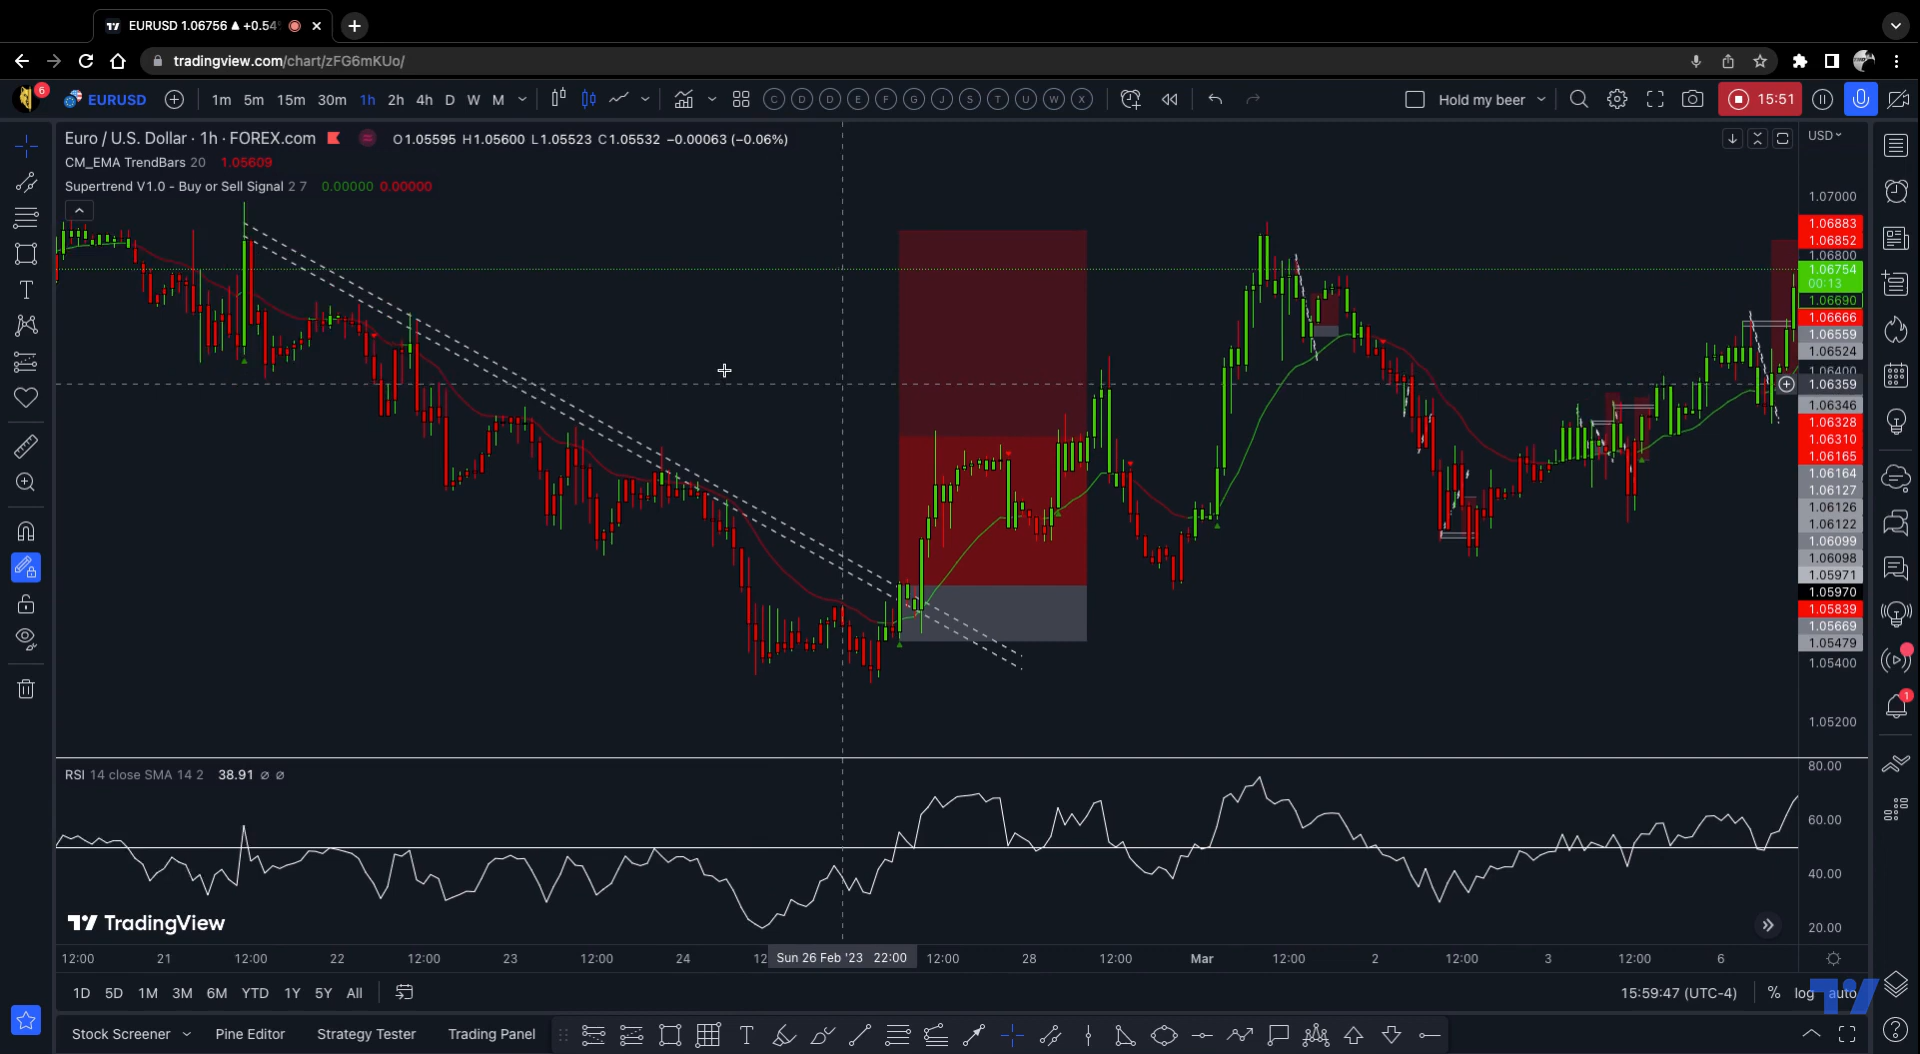 EURUSD 1.06756 ▲ +0.54
tradingview.com/chart/zFG6mKUo/
6
EURUSD 1m 5m 15m 30m 1h 2h 4h D W M C D D E F G J S T U W X Hold my beer 15:51
Euro / U.S. Dollar · 1h · FOREX.com O1.05595 H1.05600 L1.05523 C1.05532 −0.00063 (−0.06%)
USD
CM_EMA TrendBars 20 1.05609
Supertrend V1.0 - Buy or Sell Signal 2 7 0.00000 0.00000
1.07000
1.06883
1.06852
1.06800
1.06754
00:13
1.06690
1.06666
1.06559
1.06524
1.06400
1.06359
1.06346
1.06328
1.06310
1.06165
1.06164
1.06127
1.06126
1.06122
1.06099
1.06098
1.05971
1.05970
1.05839
1.05669
1.05479
1.05400
1.05200
1
RSI 14 close SMA 14 2 38.91 ∅ ∅
80.00
60.00
40.00
20.00
TradingView
12:00 21 12:00 22 12:00 23 12:00 24 12 Sun 26 Feb '23 22:00 12:00 28 12:00 Mar 12:00 2 12:00 3 12:00 6
1D 5D 1M 3M 6M YTD 1Y 5Y All 15:59:47 (UTC-4) % log auto
Stock Screener Pine Editor Strategy Tester Trading Panel